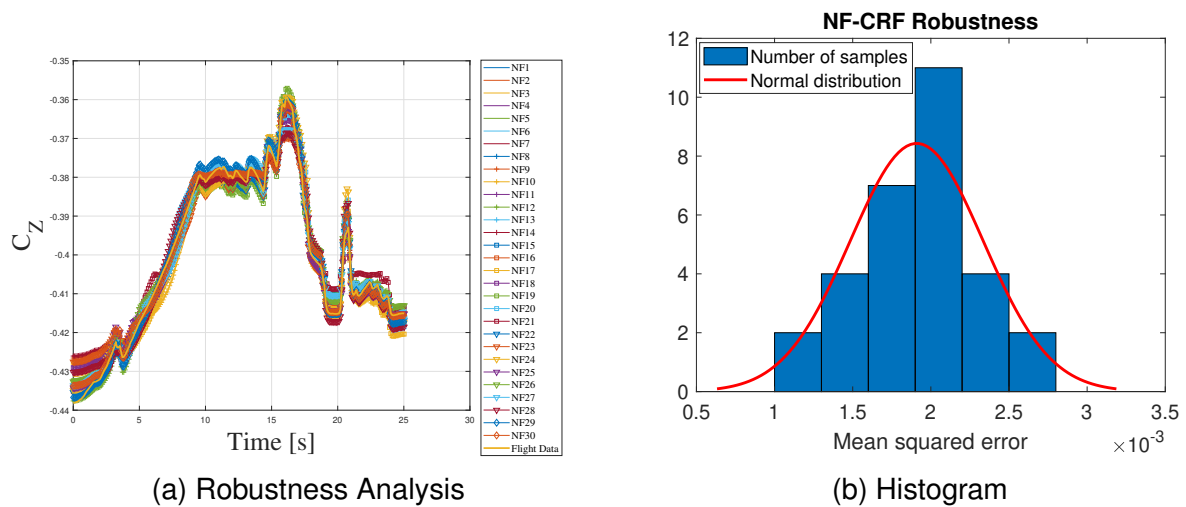 -0.35
-0.36
-0.37
-0.38
-0.39
-0.4
-0.41
-0.42
-0.43
-0.44
C_Z
0 5 10 15 20 25 30
Time [s]
NF1
NF2
NF3
NF4
NF5
NF6
NF7
NF8
NF9
NF10
NF11
NF12
NF13
NF14
NF15
NF16
NF17
NF18
NF19
NF20
NF21
NF22
NF23
NF24
NF25
NF26
NF27
NF28
NF29
NF30
Flight Data
(a) Robustness Analysis
NF-CRF Robustness
Number of samples
Normal distribution
12
10
8
6
4
2
0
0.5 1 1.5 2 2.5 3 3.5
Mean squared error
×10⁻³
(b) Histogram